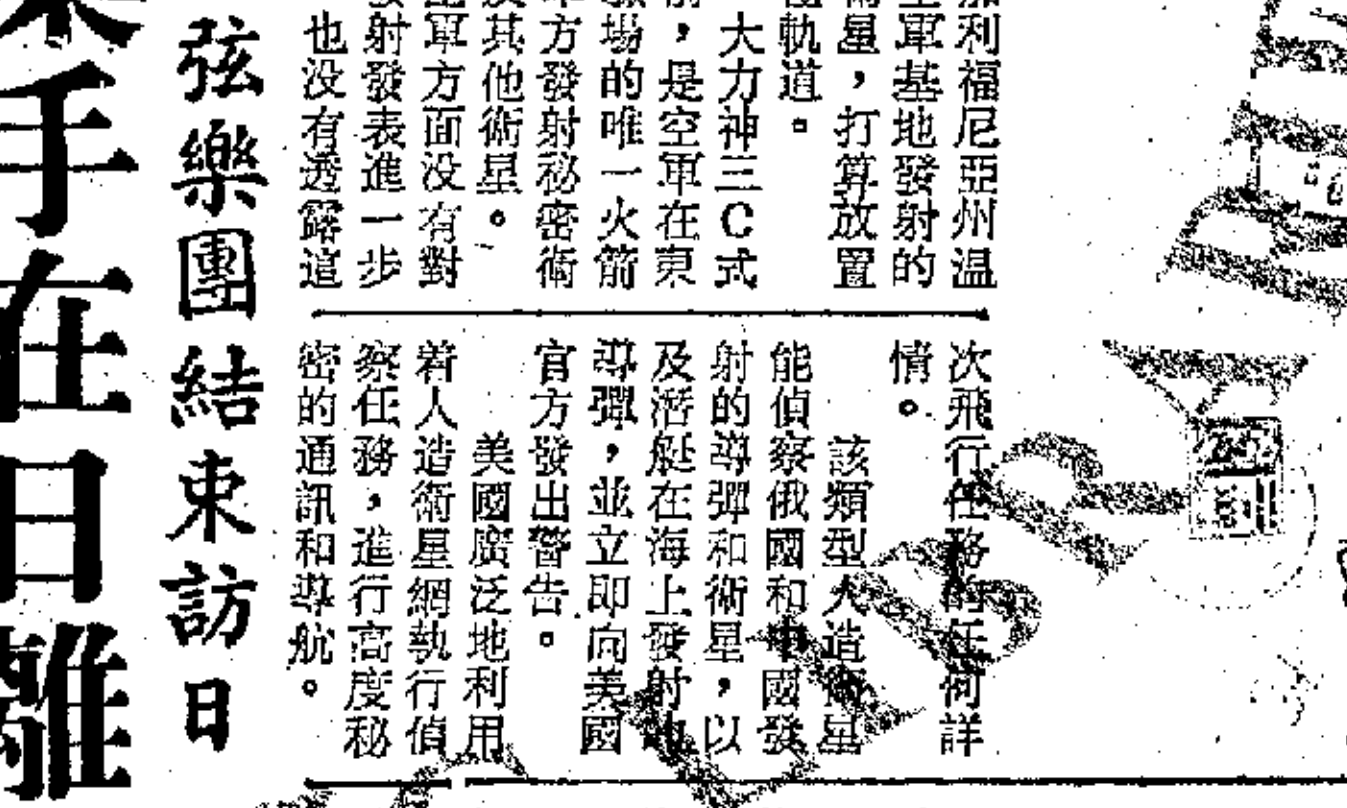 利福尼亞州温
軍基地發射的
衛星，打算放置
軌道。
大力神三C式
，是空軍在東
場的唯一火箭
方發射秘密衛
其他衛星。
軍方面没有對
射發表進一步
也没有透露這
次飛行任務的任何詳
情。
該類型人造衛星
能偵察俄國和中國發
射的導彈和衛星，以
及潛艇在海上發射
導彈，並立即向美國
官方發出警告。
美國廣泛地利用
着人造衛星網執行偵
察任務，進行高度秘
密的通訊和導航。
弦樂團結束訪日
手在日離